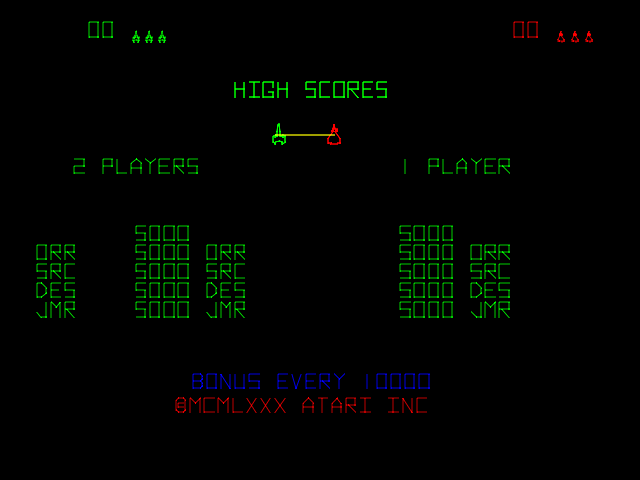 00 00
HIGH SCORES
2 PLAYERS 1 PLAYER
5000 5000
ORR 5000 ORR 5000 ORR
SRC 5000 SRC 5000 SRC
DES 5000 DES 5000 DES
JMR 5000 JMR 5000 JMR
BONUS EVERY 10000
©MCMLXXX ATARI INC